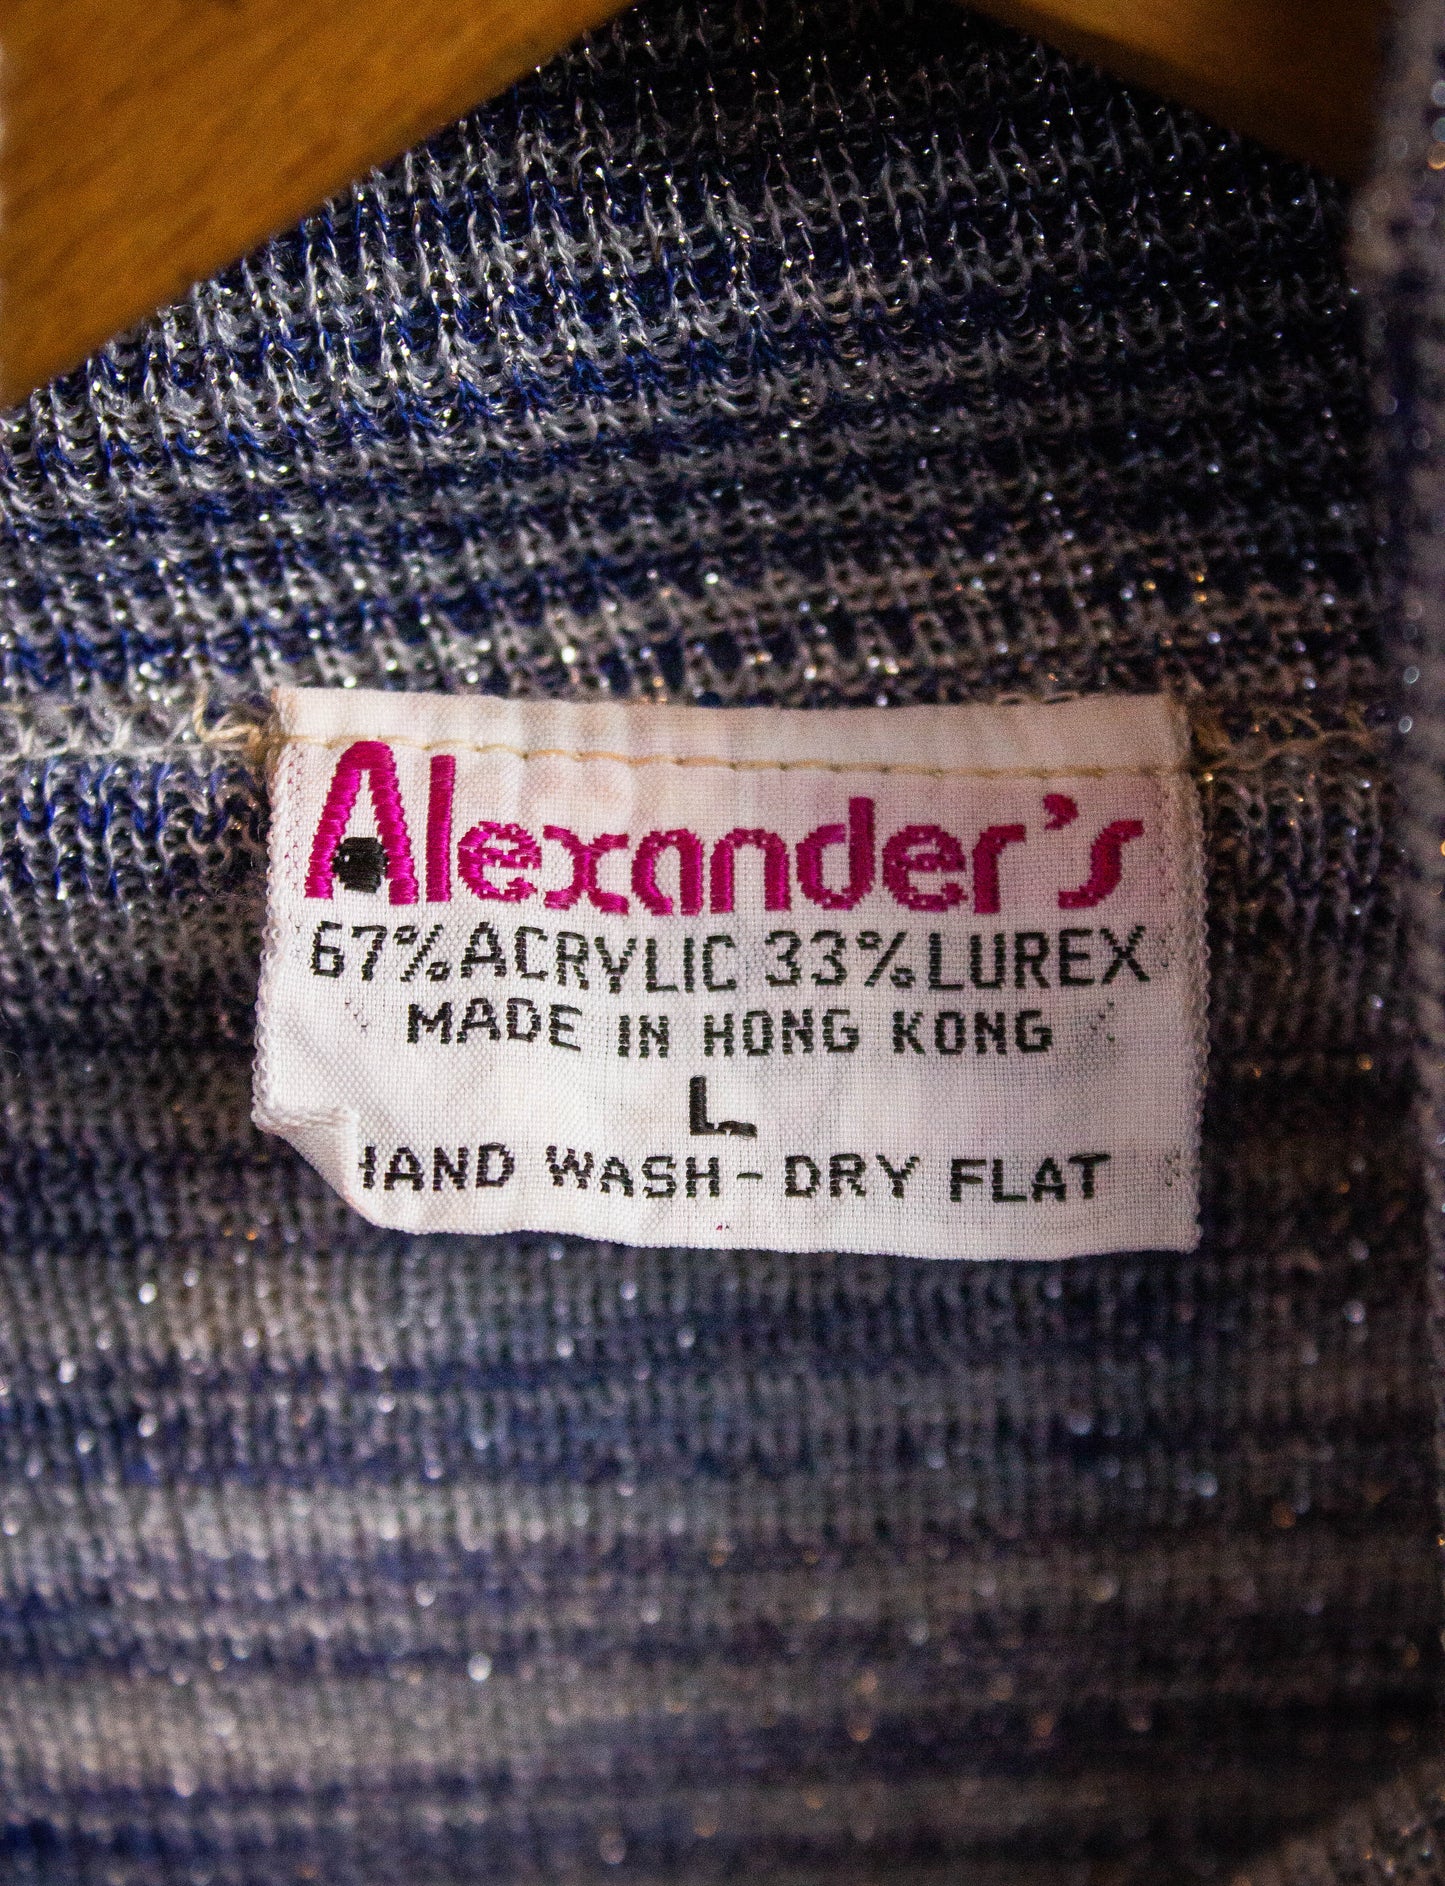 Alexander's
67% ACRYLIC 33% LUREX
MADE IN HONG KONG
L
HAND WASH - DRY FLAT